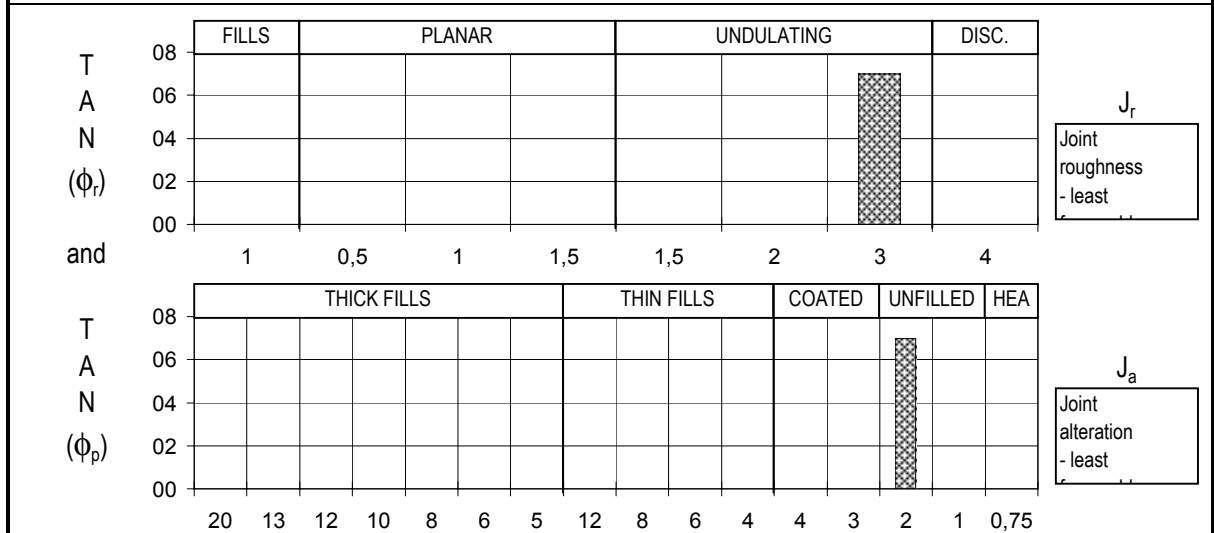 FILLS PLANAR UNDULATING DISC.
T
A
N
(ϕr)
08
06
04
02
00
Jr
Joint
roughness
- least
1 0,5 1 1,5 1,5 2 3 4
and
THICK FILLS THIN FILLS COATED UNFILLED HEA
T
A
N
(ϕp)
08
06
04
02
00
Ja
Joint
alteration
- least
20 13 12 10 8 6 5 12 8 6 4 4 3 2 1 0,75